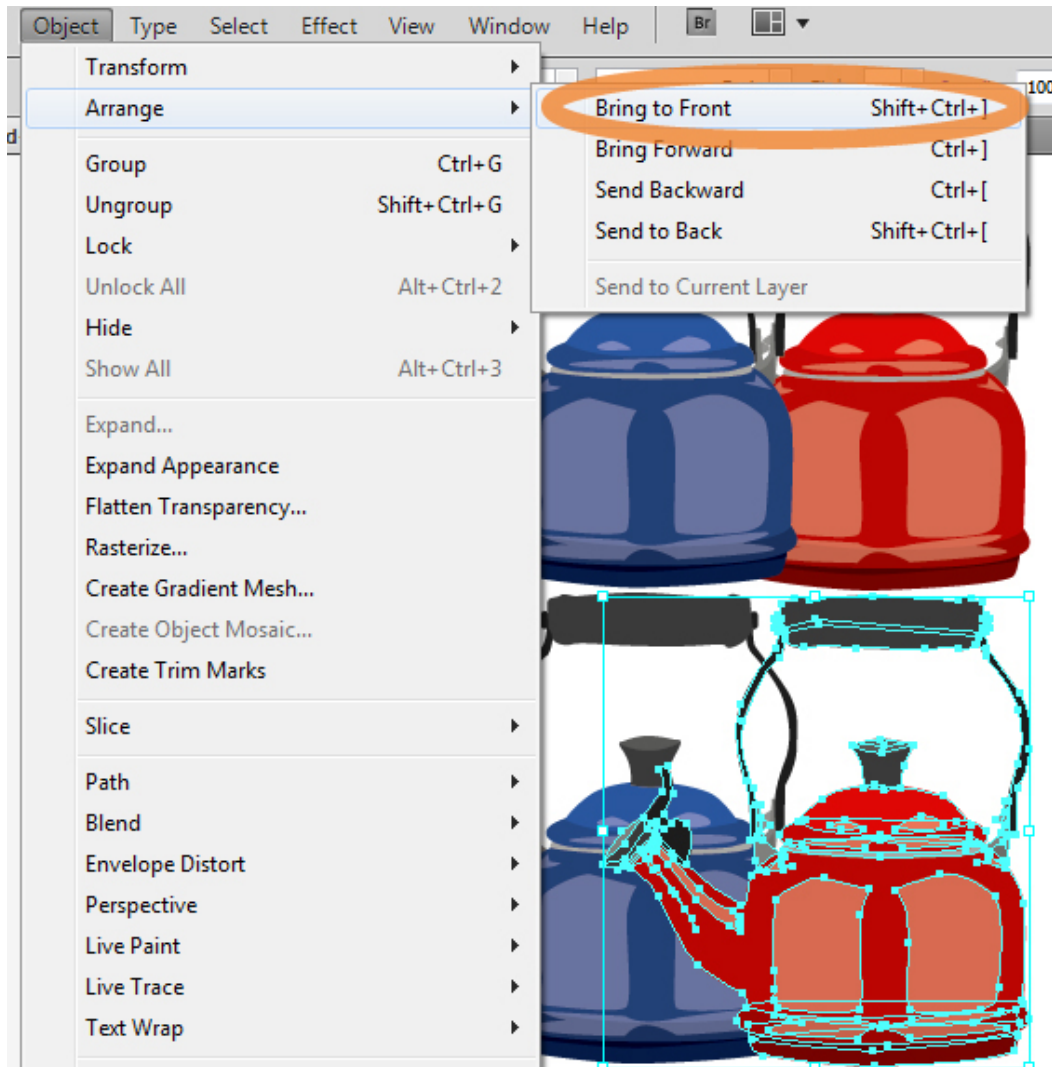 Object Type Select Effect View Window Help Br
Transform
100
Arrange
Bring to Front Shift+Ctrl+]
d
Bring Forward Ctrl+]
Group Ctrl+G
Send Backward Ctrl+[
Ungroup Shift+Ctrl+G
Send to Back Shift+Ctrl+[
Lock
Unlock All Alt+Ctrl+2
Send to Current Layer
Hide
Show All Alt+Ctrl+3
Expand...
Expand Appearance
Flatten Transparency...
Rasterize...
Create Gradient Mesh...
Create Object Mosaic...
Create Trim Marks
Slice
Path
Blend
Envelope Distort
Perspective
Live Paint
Live Trace
Text Wrap